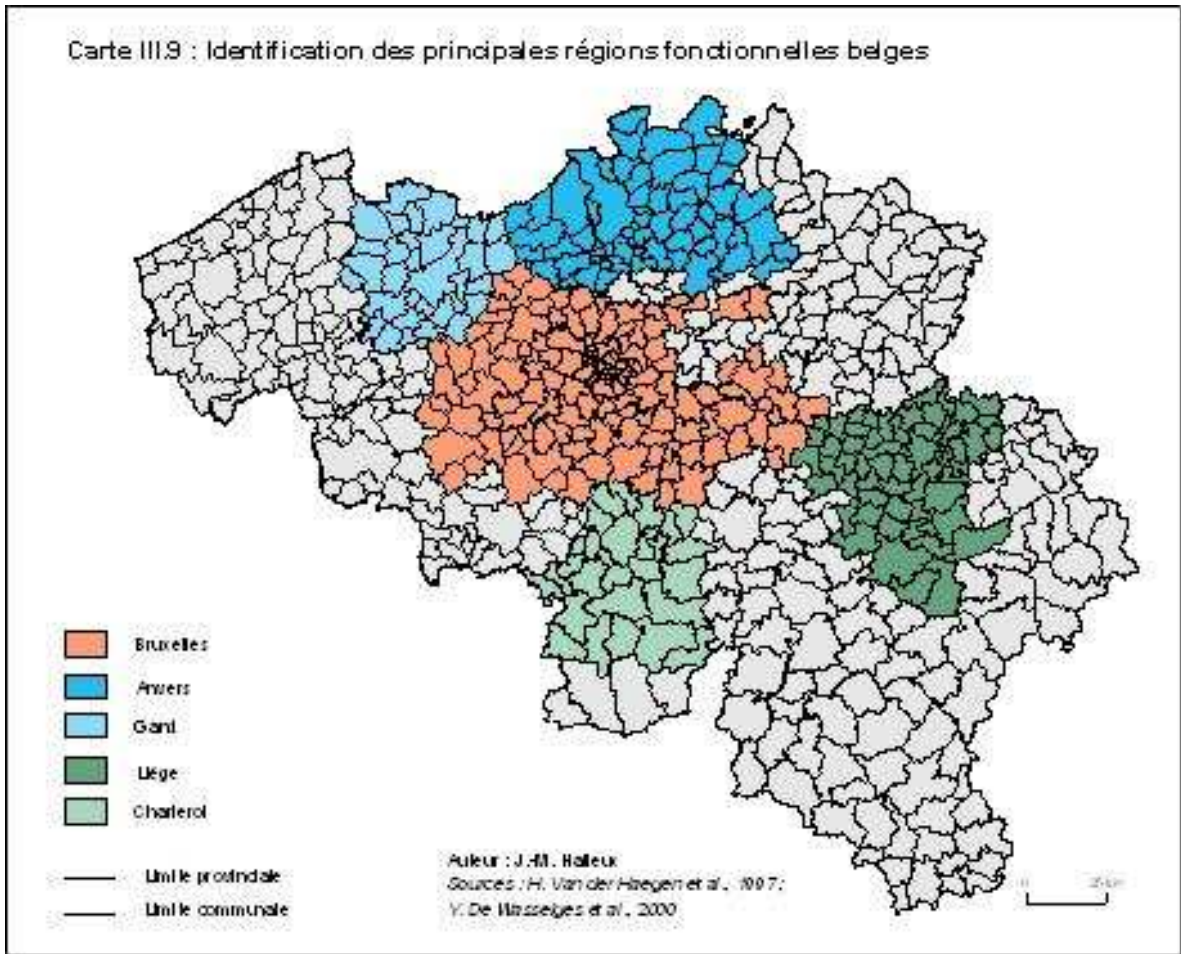 Carte III.9 : Identification des principales régions fonctionnelles belges
Bruxelles
Anvers
Gand
Liège
Charleroi
Limite provinciale
Limite communale
Auteur : J.-M. Halleux
Sources : H. Van der Haegen et al., 1997;
Y. De Wasseiges et al., 2000
0